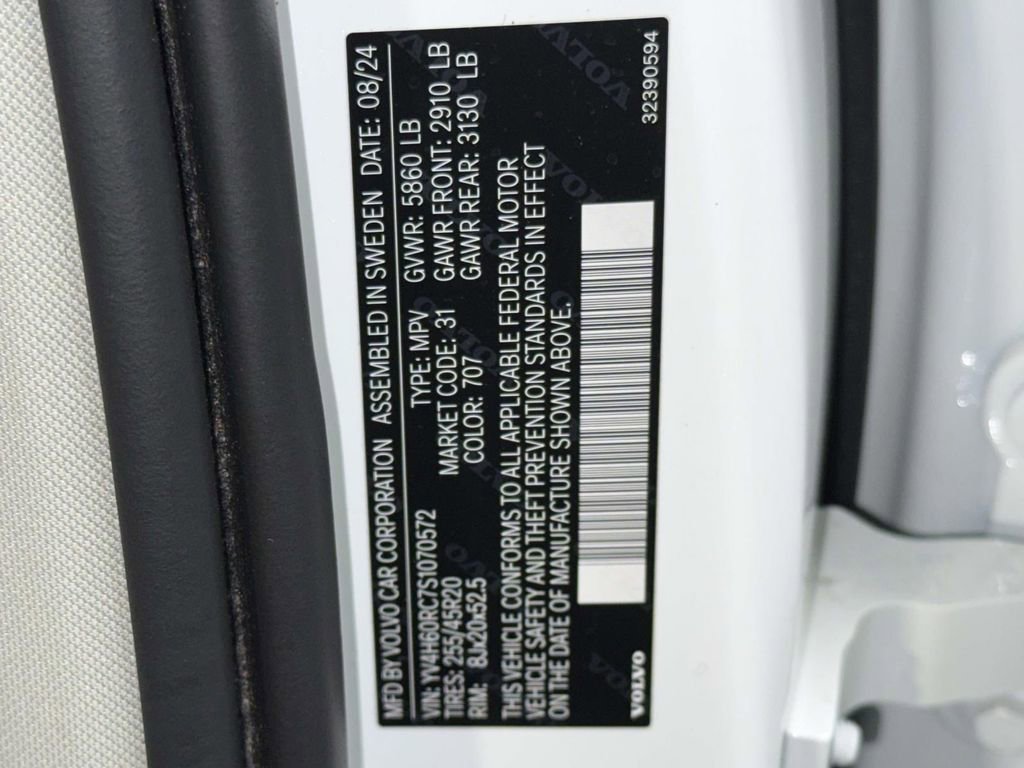 MFD BY VOLVO CAR CORPORATION ASSEMBLED IN SWEDEN DATE: 08/24
VIN: YV4H60RC7S1070572 TYPE: MPV GVWR: 5860 LB
TIRES: 255/45R20 MARKET CODE: 31 GAWR FRONT: 2910 LB
RIM: 8Jx20x52.5 COLOR: 707 GAWR REAR: 3130 LB
THIS VEHICLE CONFORMS TO ALL APPLICABLE FEDERAL MOTOR
VEHICLE SAFETY AND THEFT PREVENTION STANDARDS IN EFFECT
ON THE DATE OF MANUFACTURE SHOWN ABOVE.
VOLVO 32390594